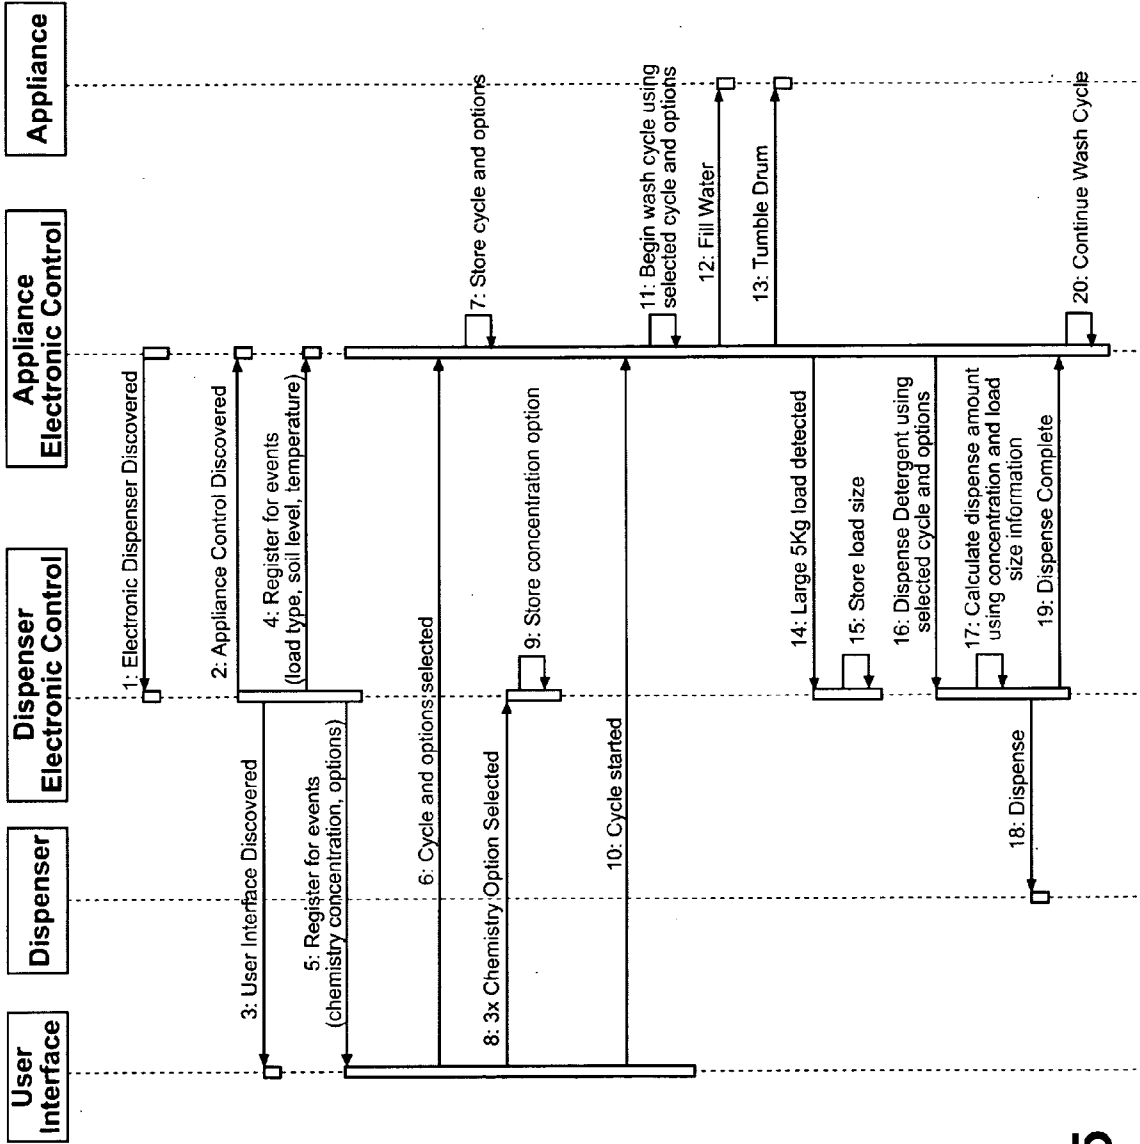 User
Interface
Dispenser
Dispenser
Electronic Control
Appliance
Electronic Control
Appliance
1: Electronic Dispenser Discovered
2: Appliance Control Discovered
3: User Interface Discovered
4: Register for events
(load type, soil level, temperature)
5: Register for events
(chemistry concentration, options)
6: Cycle and options selected
7: Store cycle and options
8: 3x Chemistry Option Selected
9: Store concentration option
10: Cycle started
11: Begin wash cycle using
selected cycle and options
12: Fill Water
13: Tumble Drum
14: Large 5Kg load detected
15: Store load size
16: Dispense Detergent using
selected cycle and options
17: Calculate dispense amount
using concentration and load
size information
18: Dispense
19: Dispense Complete
20: Continue Wash Cycle